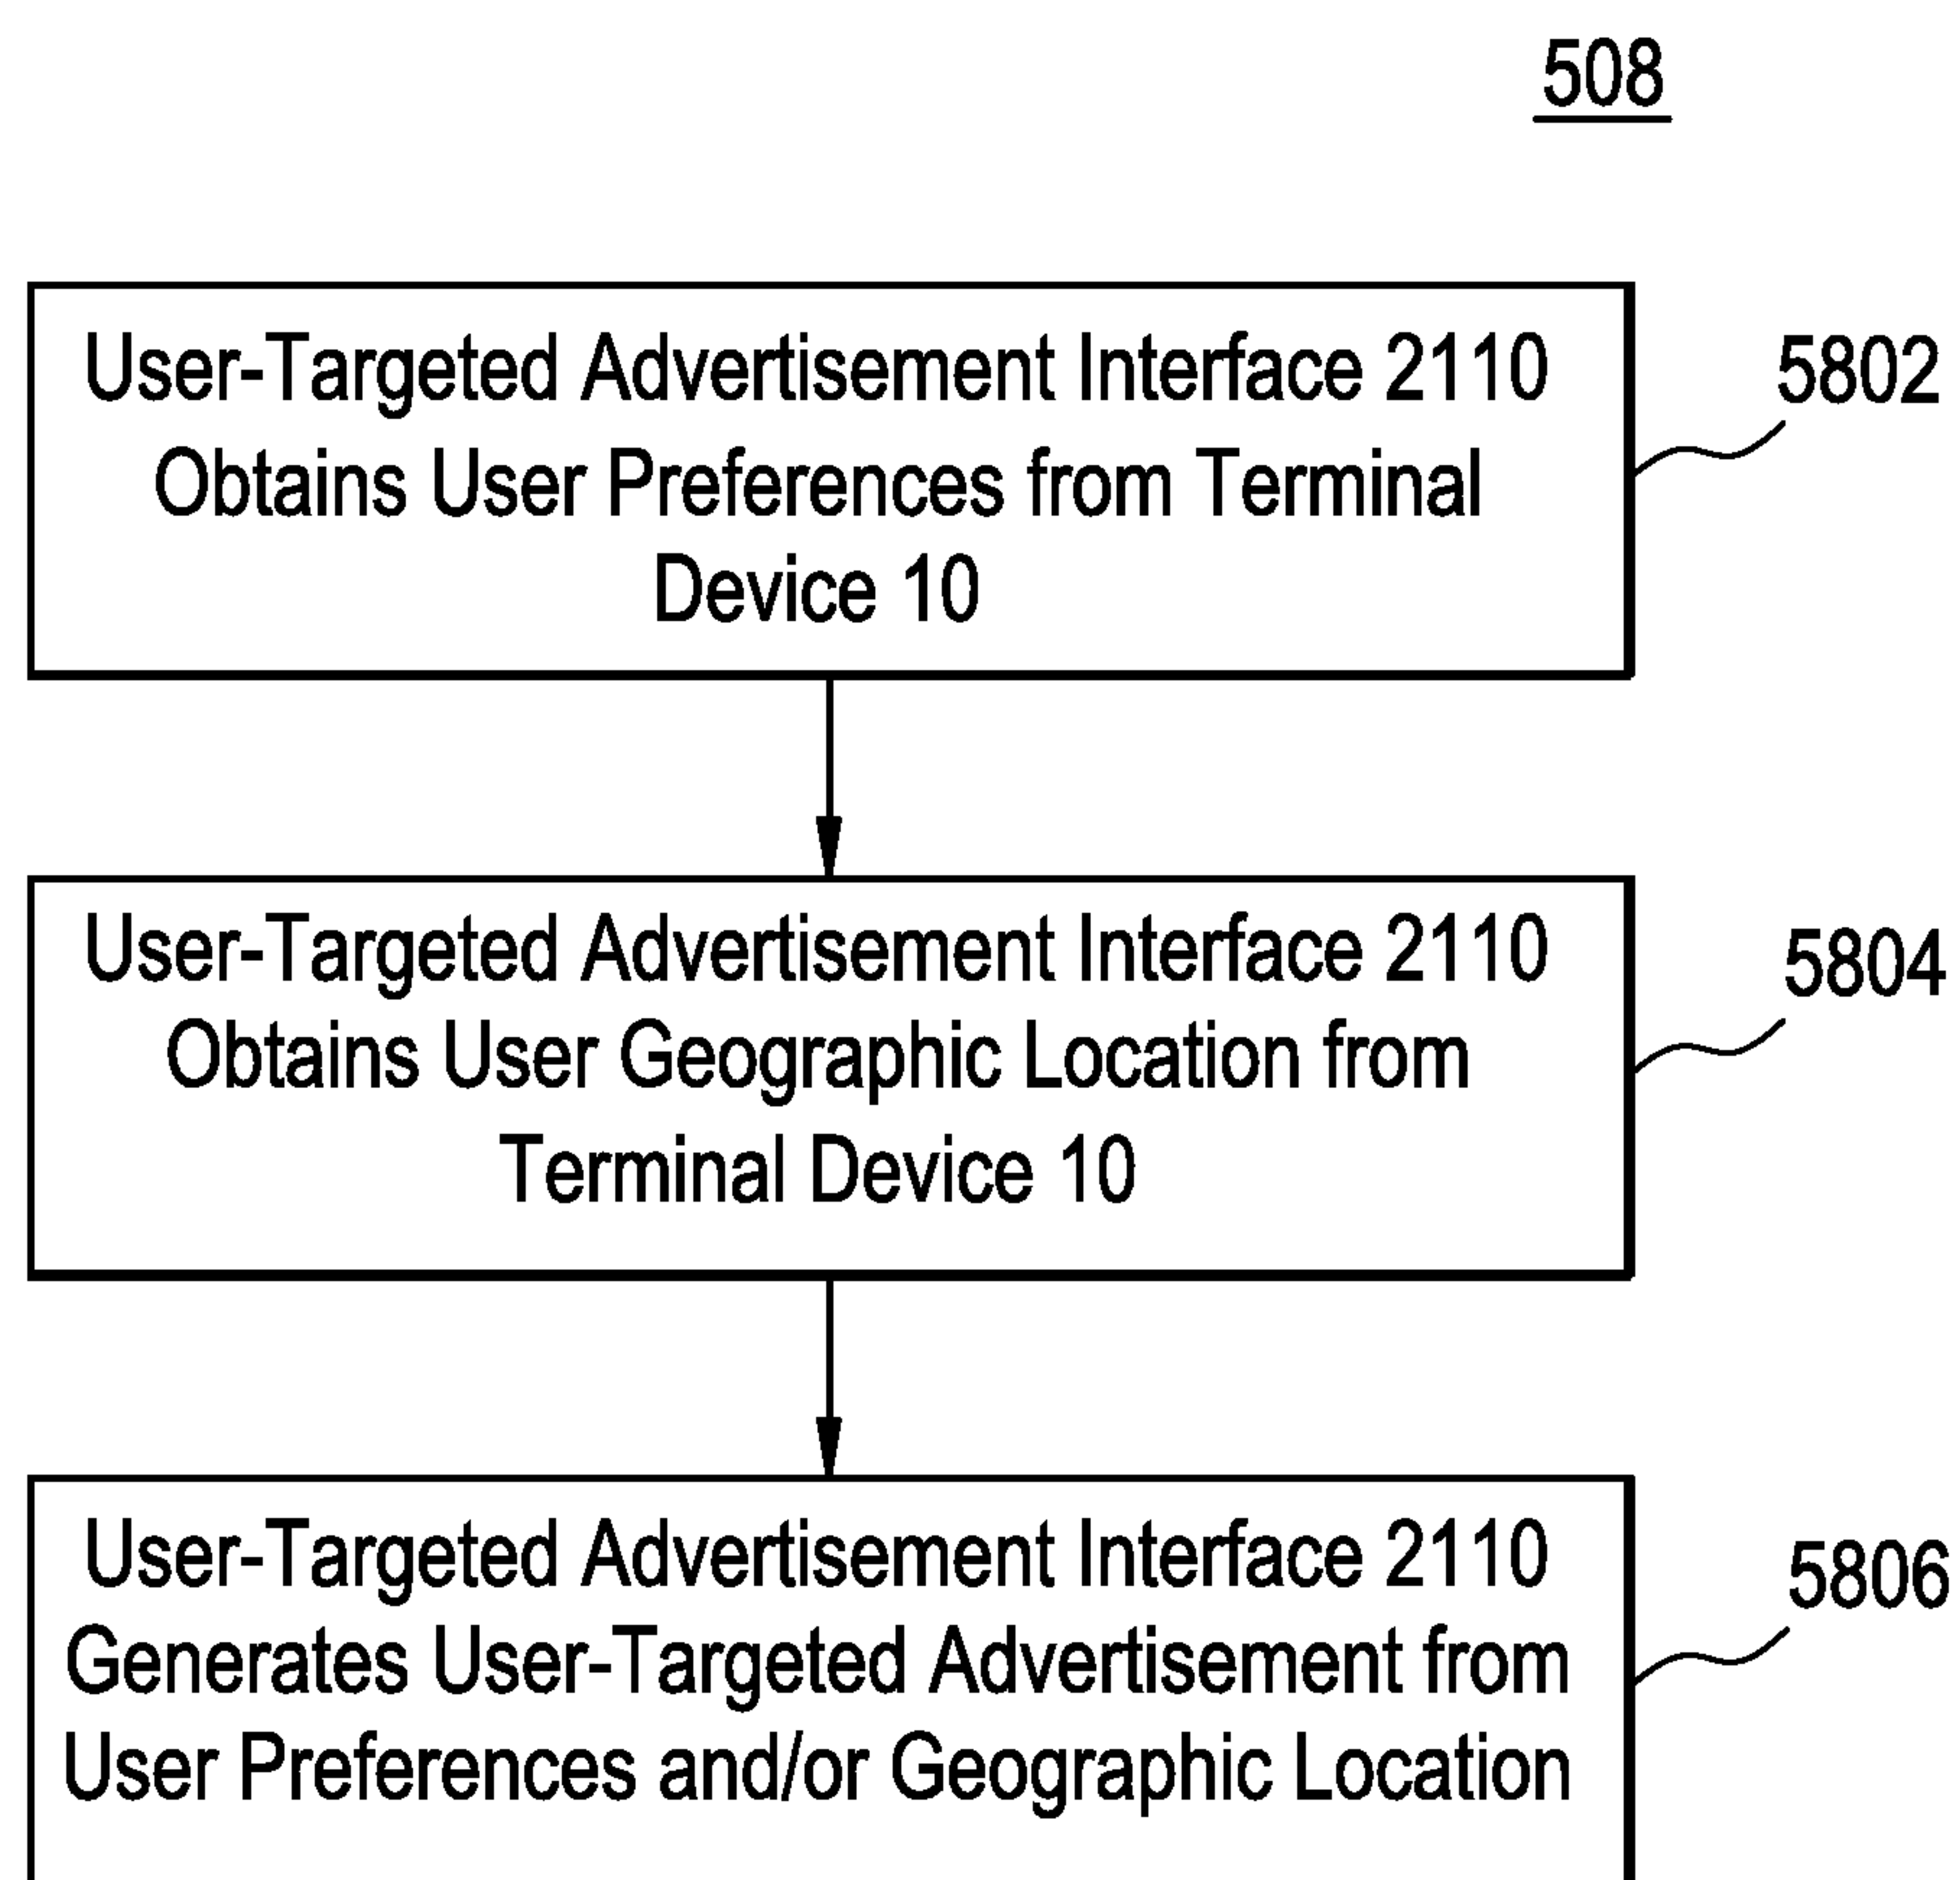 508
User-Targeted Advertisement Interface 2110
Obtains User Preferences from Terminal
Device 10
5802
User-Targeted Advertisement Interface 2110
Obtains User Geographic Location from
Terminal Device 10
5804
User-Targeted Advertisement Interface 2110
Generates User-Targeted Advertisement from
User Preferences and/or Geographic Location
5806